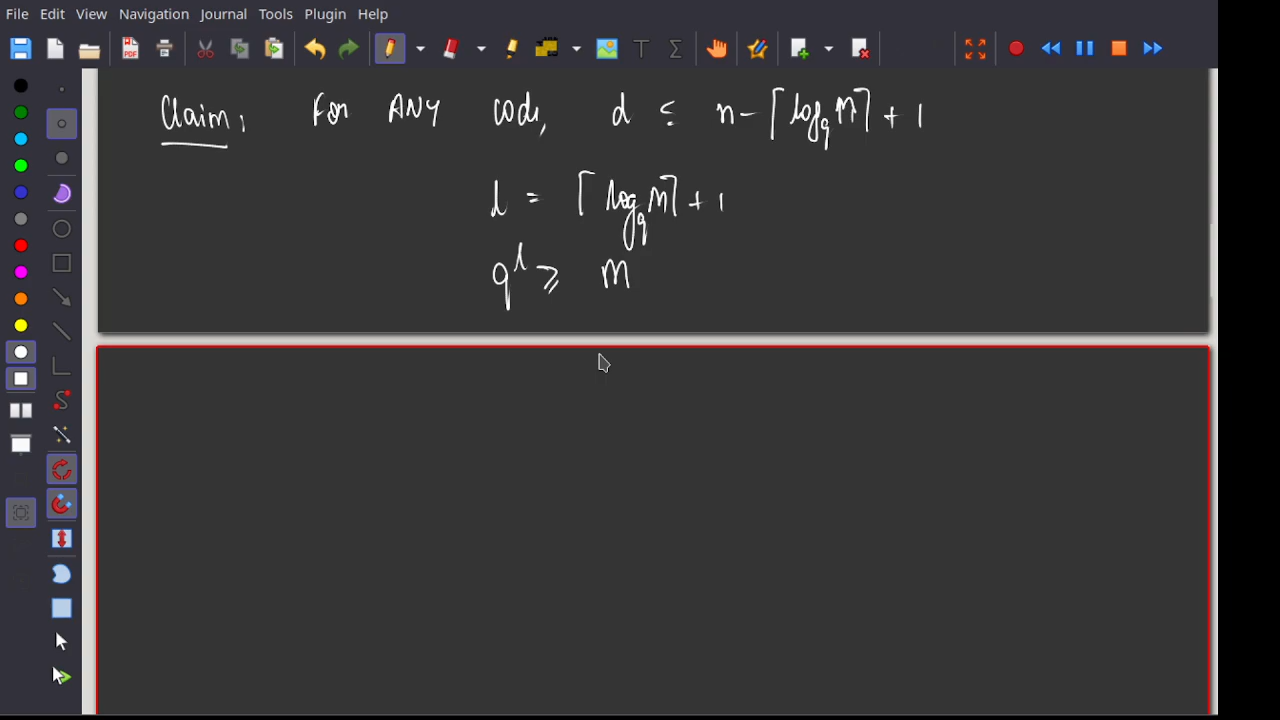 File Edit View Navigation Journal Tools Plugin Help
Claim: For ANY code, d ≤ n - ⌈log_q M⌉ + 1
l = ⌈log_q M⌉ + 1
q^l ≥ M